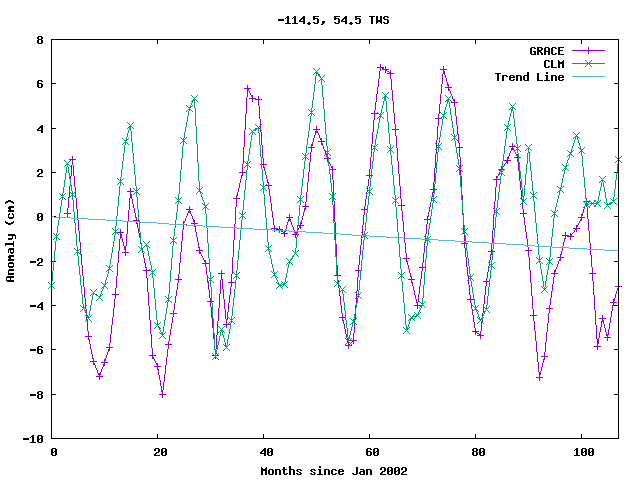 -114.5, 54.5 TWS
GRACE
CLM
Trend Line
8
6
4
2
0
-2
-4
-6
-8
-10
Anomaly (cm)
0 20 40 60 80 100
Months since Jan 2002